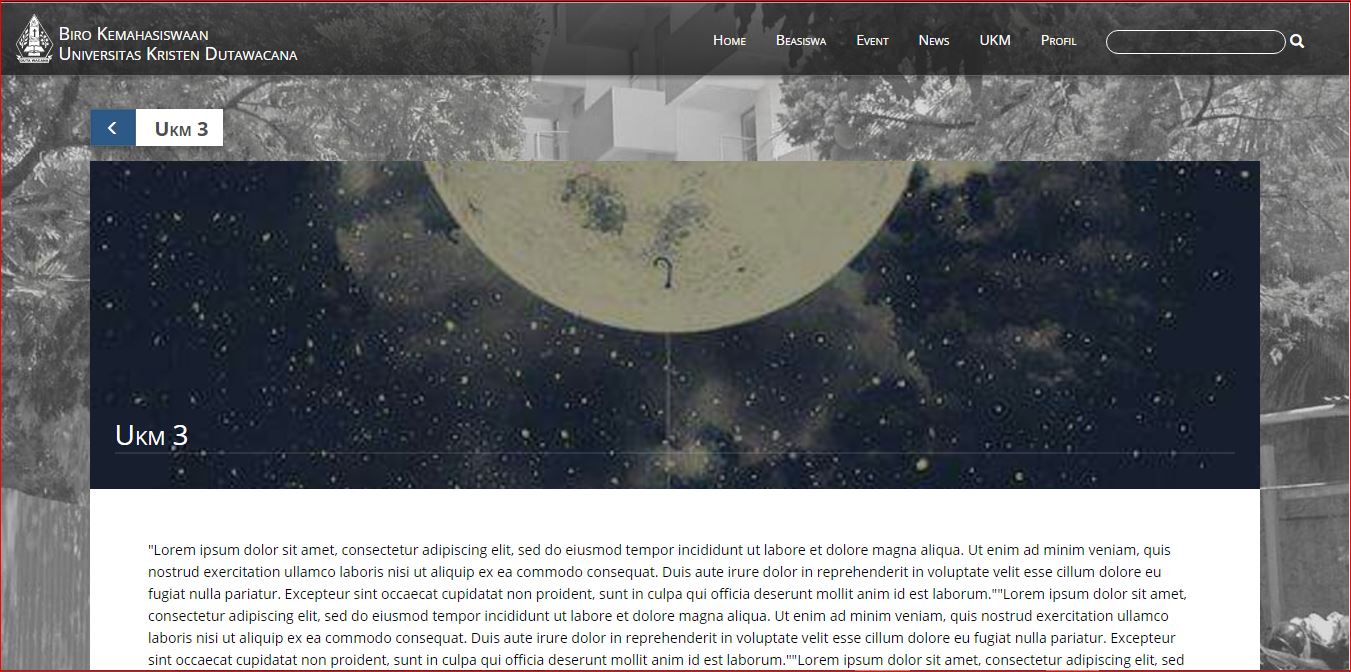 Biro Kemahasiswaan
Universitas Kristen Dutawacana
Home Beasiswa Event News UKM Profil
Ukm 3
Ukm 3
"Lorem ipsum dolor sit amet, consectetur adipiscing elit, sed do eiusmod tempor incididunt ut labore et dolore magna aliqua. Ut enim ad minim veniam, quis
nostrud exercitation ullamco laboris nisi ut aliquip ex ea commodo consequat. Duis aute irure dolor in reprehenderit in voluptate velit esse cillum dolore eu
fugiat nulla pariatur. Excepteur sint occaecat cupidatat non proident, sunt in culpa qui officia deserunt mollit anim id est laborum.""Lorem ipsum dolor sit amet,
consectetur adipiscing elit, sed do eiusmod tempor incididunt ut labore et dolore magna aliqua. Ut enim ad minim veniam, quis nostrud exercitation ullamco
laboris nisi ut aliquip ex ea commodo consequat. Duis aute irure dolor in reprehenderit in voluptate velit esse cillum dolore eu fugiat nulla pariatur. Excepteur
sint occaecat cupidatat non proident, sunt in culpa qui officia deserunt mollit anim id est laborum.""Lorem ipsum dolor sit amet, consectetur adipiscing elit, sed